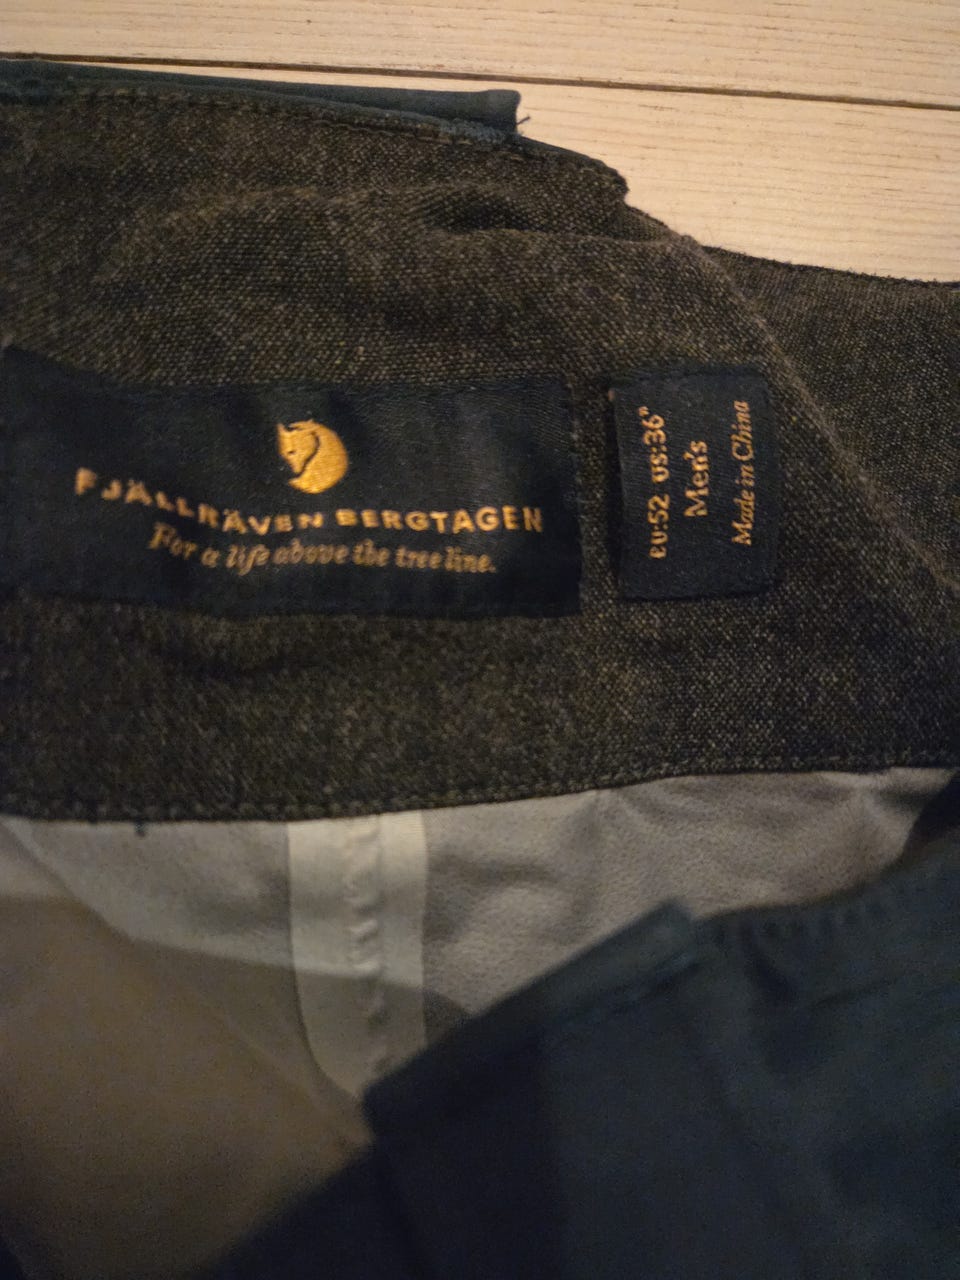 FJÄLLRÄVEN BERGTAGEN
For a life above the tree line.
EU:52 US:36"
Men's
Made in China